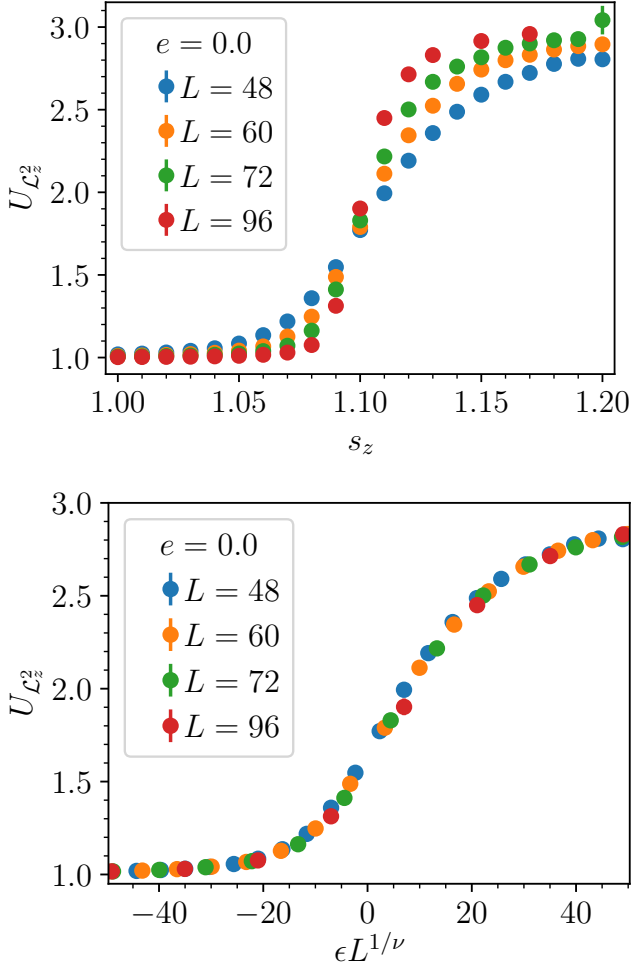 3.0
2.5
2.0
1.5
1.0
U_{\mathcal{L}_z^2}
e = 0.0
L = 48
L = 60
L = 72
L = 96
1.00 1.05 1.10 1.15 1.20
s_z
3.0
2.5
2.0
1.5
1.0
U_{\mathcal{L}_z^2}
e = 0.0
L = 48
L = 60
L = 72
L = 96
−40 −20 0 20 40
ϵL^{1/ν}